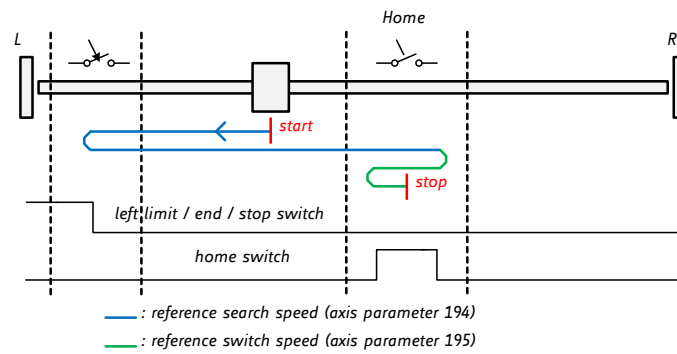 Home
L
R
start
stop
left limit / end / stop switch
home switch
: reference search speed (axis parameter 194)
: reference switch speed (axis parameter 195)